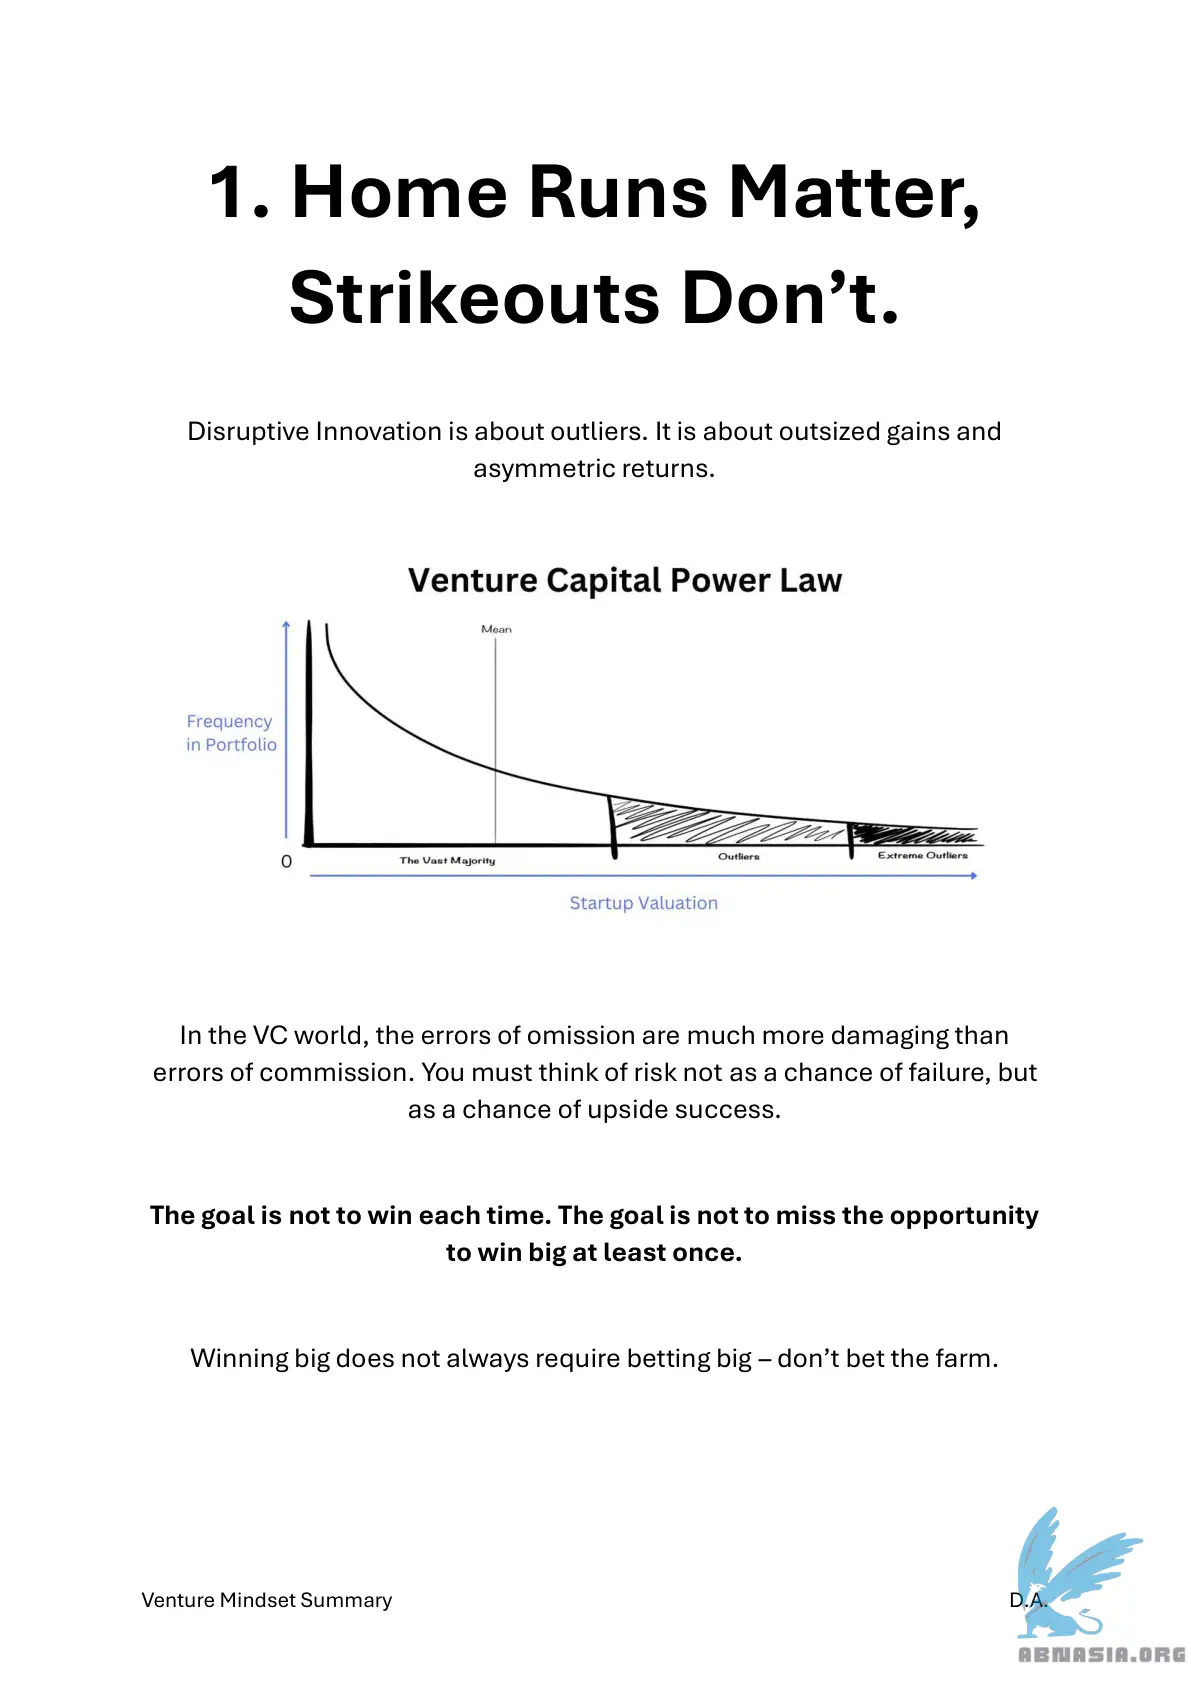 1. Home Runs Matter,
Strikeouts Don’t.
Disruptive Innovation is about outliers. It is about outsized gains and
asymmetric returns.
Venture Capital Power Law
Mean
Frequency
in Portfolio
0
The Vast Majority
Outliers
Extreme Outliers
Startup Valuation
In the VC world, the errors of omission are much more damaging than
errors of commission. You must think of risk not as a chance of failure, but
as a chance of upside success.
The goal is not to win each time. The goal is not to miss the opportunity
to win big at least once.
Winning big does not always require betting big – don’t bet the farm.
Venture Mindset Summary
D.A.
ABNASIA.ORG